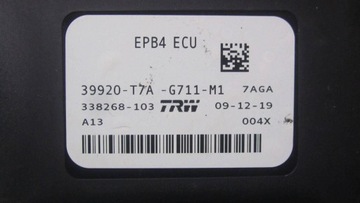 EPB4 ECU
39920-T7A -G711-M1 7AGA
338268-103 TRW 09-12-19
A13 004X